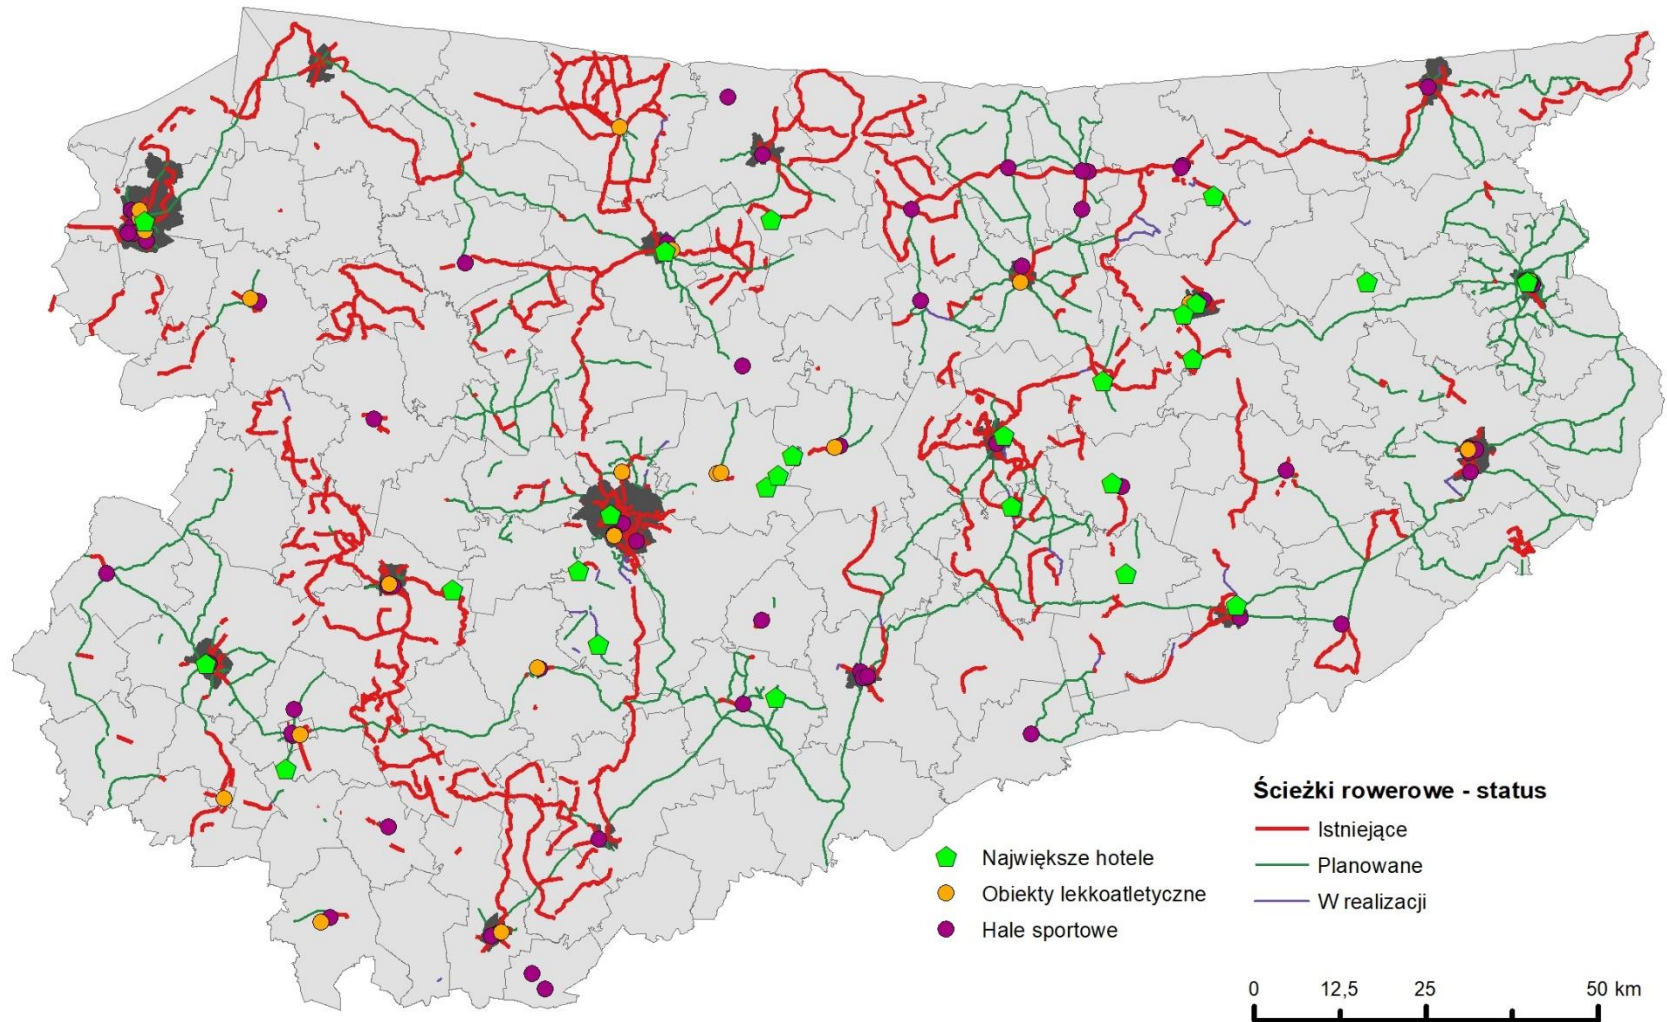 Ścieżki rowerowe - status
Istniejące
Planowane
W realizacji
Największe hotele
Obiekty lekkoatletyczne
Hale sportowe
0 12,5 25 50 km